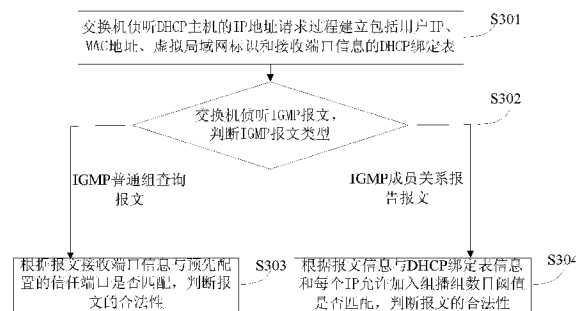 交换机侦听DHCP主机的IP地址请求过程建立包括用户IP、
MAC地址、虚拟局域网标识和接收端口信息的DHCP绑定表
S301
交换机侦听IGMP报文，
判断IGMP报文类型
S302
IGMP普通组查询
报文
IGMP成员关系报
告报文
根据报文接收端口信息与预先配
置的信任端口是否匹配，判断报
文的合法性
S303
根据报文信息与DHCP绑定表信息
和每个IP允许加入组播组数目阈值
是否匹配，判断报文的合法性
S304